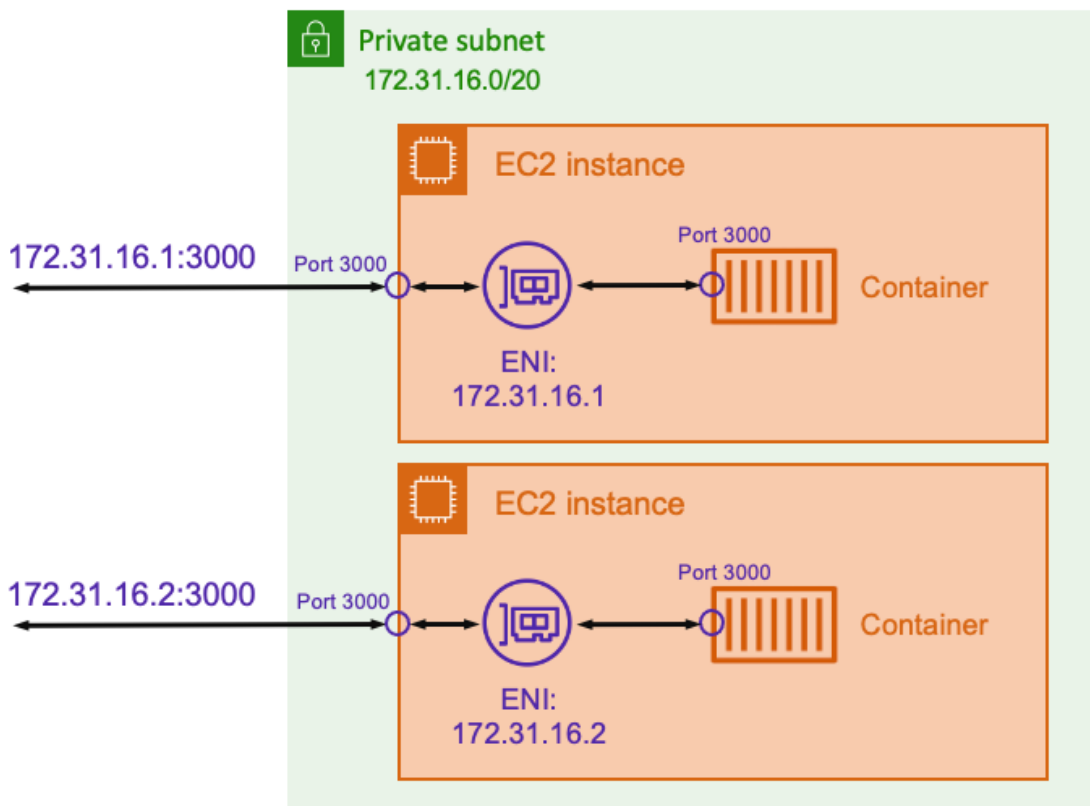 Private subnet
172.31.16.0/20
EC2 instance
172.31.16.1:3000
Port 3000
Port 3000
Container
ENI:
172.31.16.1
EC2 instance
172.31.16.2:3000
Port 3000
Port 3000
Container
ENI:
172.31.16.2